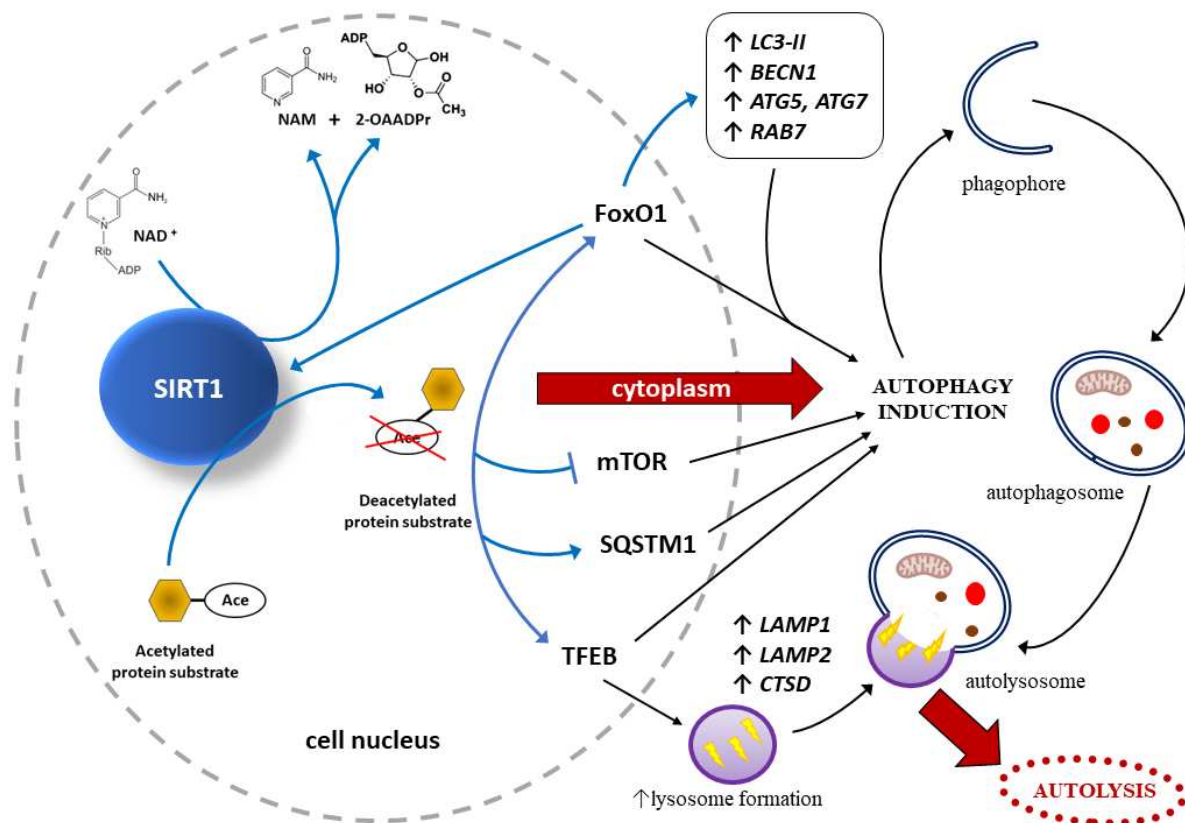 ADP
O
OH
HO
O
O
CH₃
O
NH₂
N
NAM + 2-OAADPr
O
NH₂
N⁺
Rib
ADP
NAD⁺
SIRT1
Ace
Acetylated
protein substrate
Ace
Deacetylated
protein substrate
cell nucleus
FoxO1
mTOR
SQSTM1
TFEB
cytoplasm
↑ LC3-II
↑ BECN1
↑ ATG5, ATG7
↑ RAB7
AUTOPHAGY
INDUCTION
phagophore
autophagosome
autolysosome
↑ LAMP1
↑ LAMP2
↑ CTSD
↑lysosome formation
AUTOLYSIS